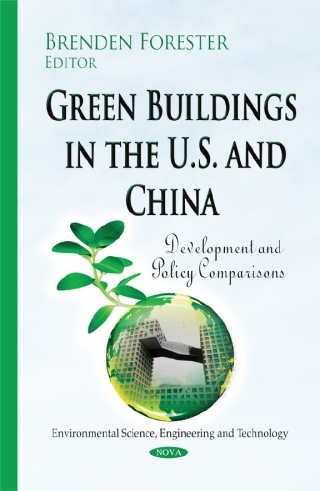 BRENDEN FORESTER
EDITOR
GREEN BUILDINGS
IN THE U.S. AND
CHINA
Development and
Policy Comparisons
Environmental Science, Engineering and Technology
NOVA